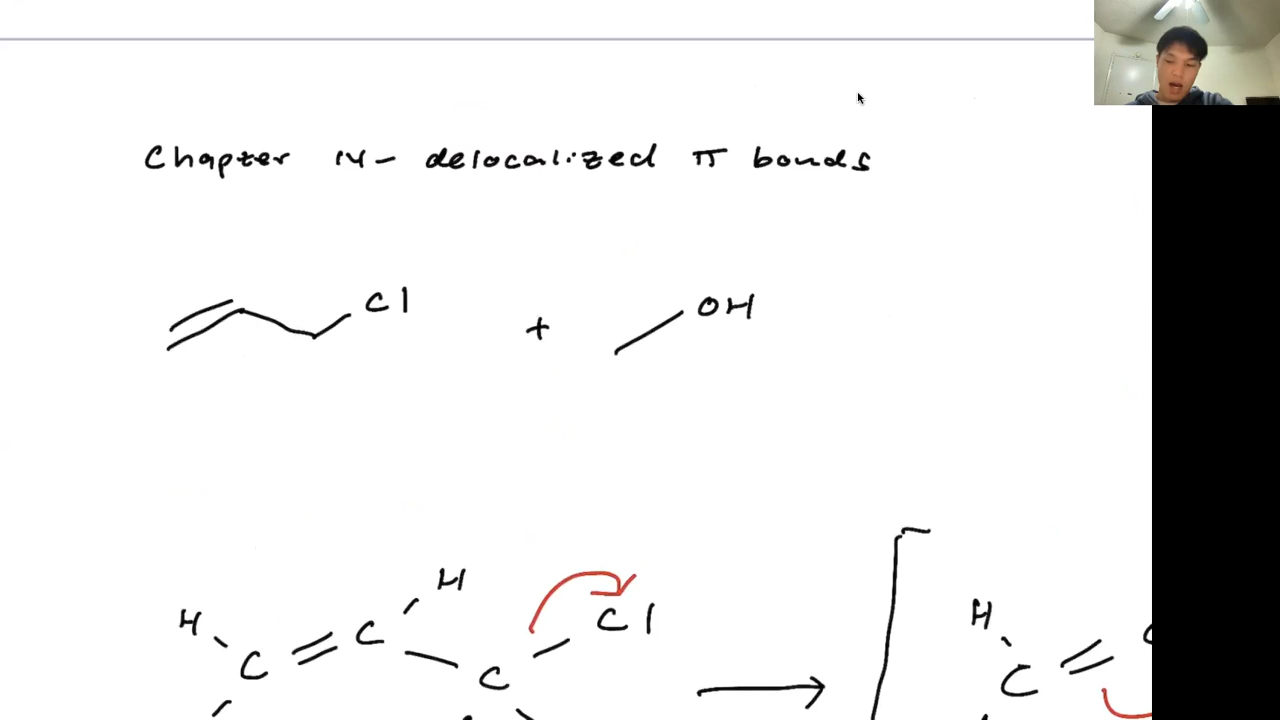 Chapter 14 - delocalized π bonds
Cl + OH
H
H C = C Cl H C
C C